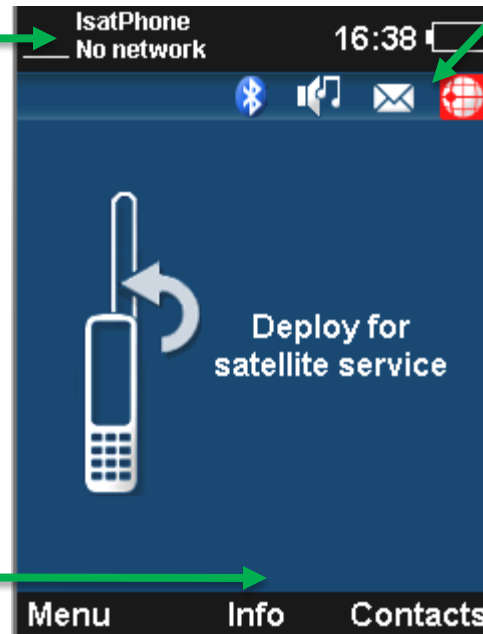 IsatPhone
No network
16:38
Deploy for
satellite service
Menu Info Contacts